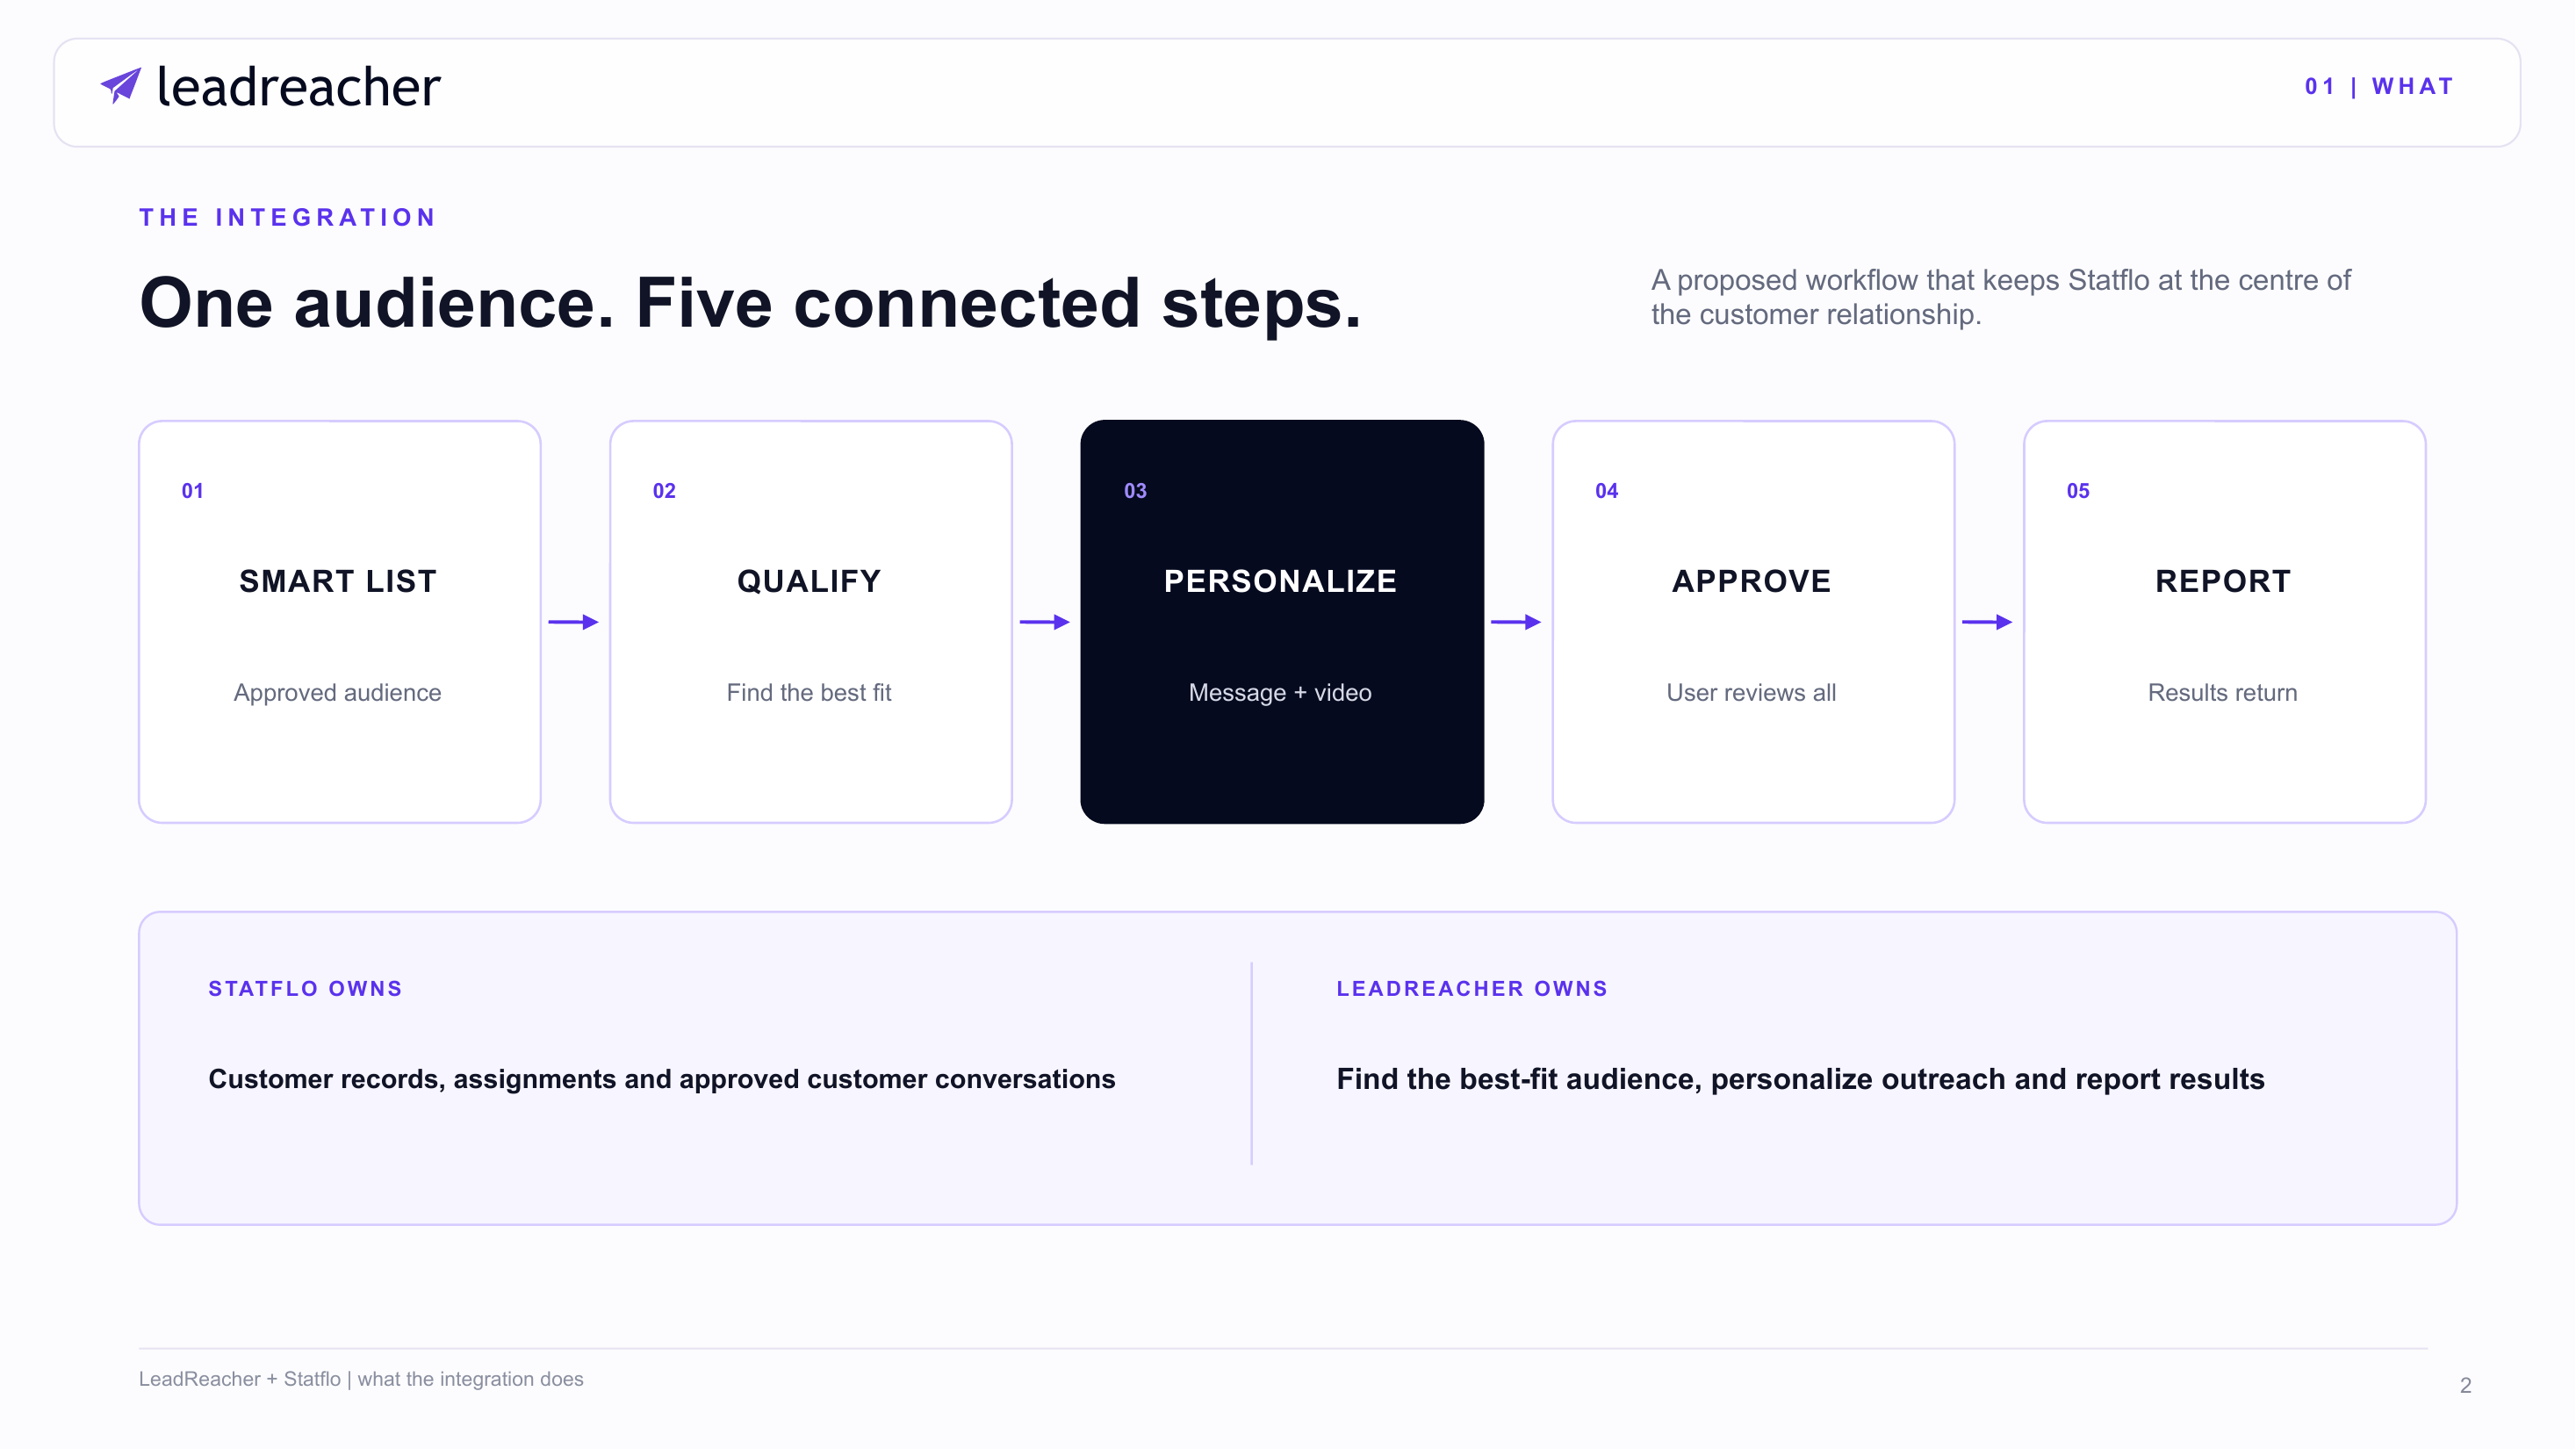 leadreacher
01 | WHAT
THE INTEGRATION
One audience. Five connected steps.
A proposed workflow that keeps Statflo at the centre of
the customer relationship.
01
SMART LIST
Approved audience
02
QUALIFY
Find the best fit
03
PERSONALIZE
Message + video
04
APPROVE
User reviews all
05
REPORT
Results return
STATFLO OWNS
Customer records, assignments and approved customer conversations
LEADREACHER OWNS
Find the best-fit audience, personalize outreach and report results
LeadReacher + Statflo | what the integration does
2